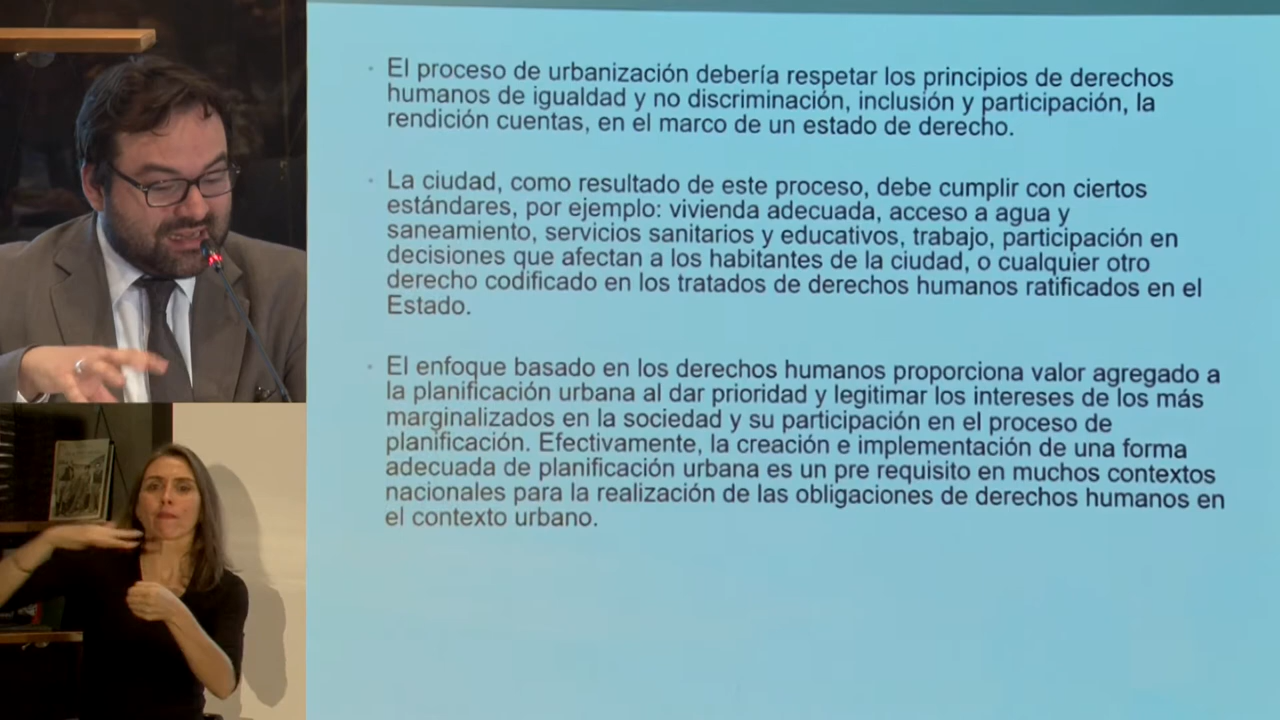 El proceso de urbanización debería respetar los principios de derechos
humanos de igualdad y no discriminación, inclusión y participación, la
rendición cuentas, en el marco de un estado de derecho.
La ciudad, como resultado de este proceso, debe cumplir con ciertos
estándares, por ejemplo: vivienda adecuada, acceso a agua y
saneamiento, servicios sanitarios y educativos, trabajo, participación en
decisiones que afectan a los habitantes de la ciudad, o cualquier otro
derecho codificado en los tratados de derechos humanos ratificados en el
Estado.
El enfoque basado en los derechos humanos proporciona valor agregado a
la planificación urbana al dar prioridad y legitimar los intereses de los más
marginalizados en la sociedad y su participación en el proceso de
planificación. Efectivamente, la creación e implementación de una forma
adecuada de planificación urbana es un pre requisito en muchos contextos
nacionales para la realización de las obligaciones de derechos humanos en
el contexto urbano.